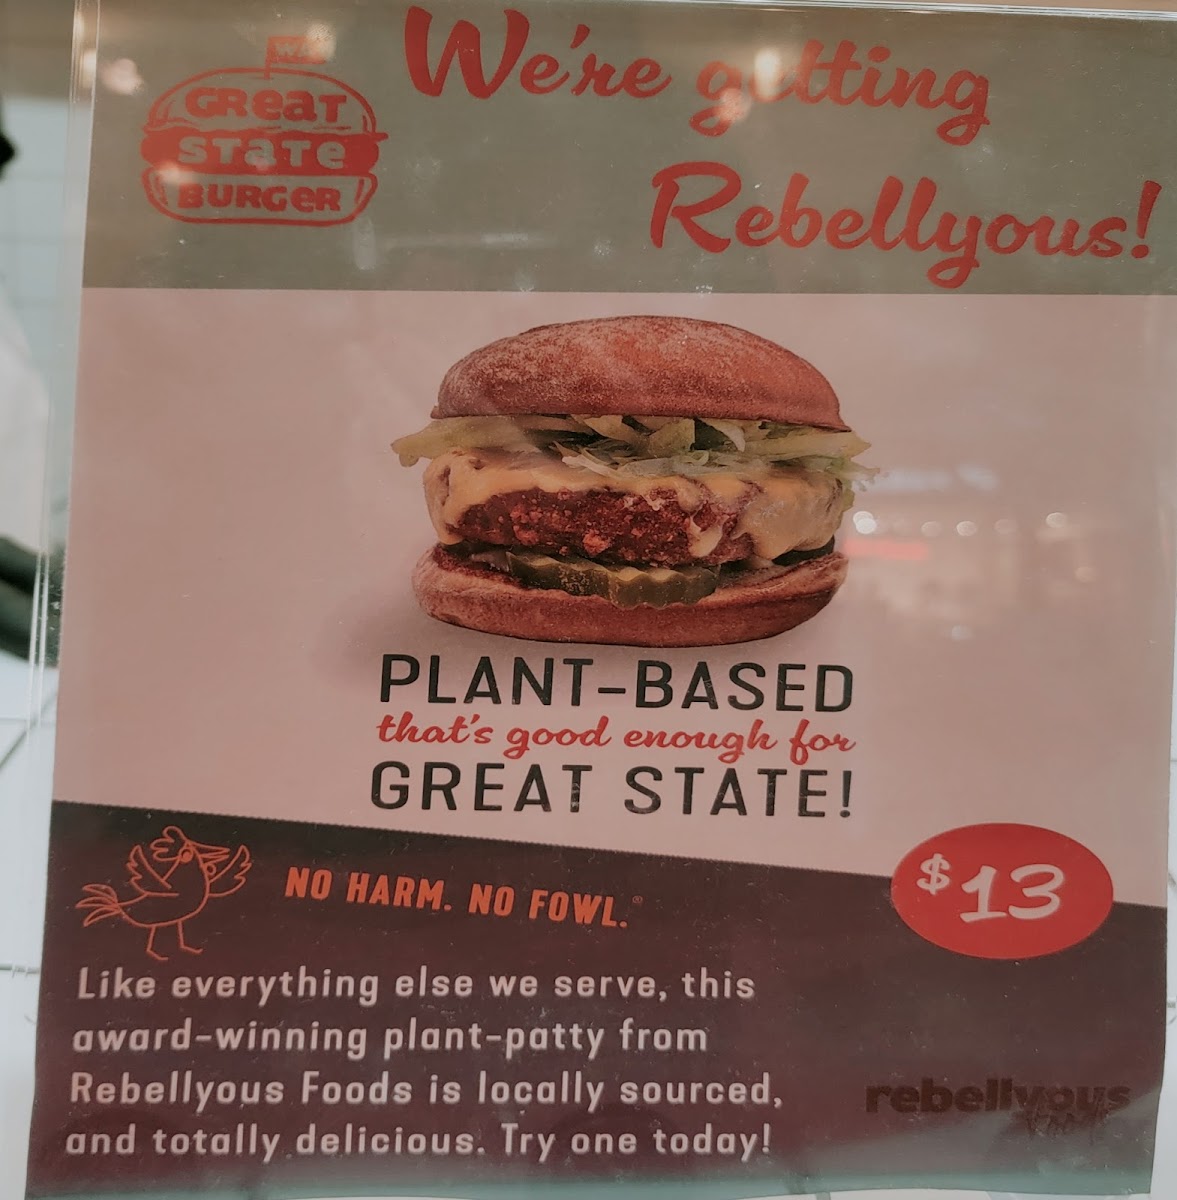 WA
GReaT
STaTe
BURGeR
We're getting
Rebellyous!
PLANT-BASED
that's good enough for
GREAT STATE!
$13
NO HARM. NO FOWL.®
Like everything else we serve, this
award-winning plant-patty from
Rebellyous Foods is locally sourced,
and totally delicious. Try one today!
rebellyous